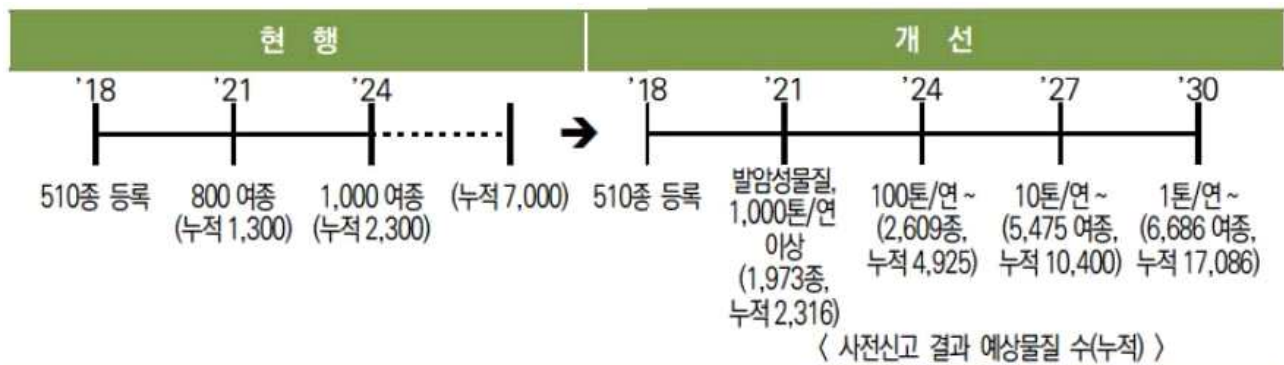 현 행
개 선
'18
'21
'24
510종 등록
800 여종
(누적 1,300)
1,000 여종
(누적 2,300)
(누적 7,000)
➔
'18
'21
'24
'27
'30
510종 등록
발암성물질,
1,000톤/연
이상
(1,973종,
누적 2,316)
100톤/연 ~
(2,609종,
누적 4,925)
10톤/연 ~
(5,475 여종,
누적 10,400)
1톤/연 ~
(6,686 여종,
누적 17,086)
〈 사전신고 결과 예상물질 수(누적) 〉